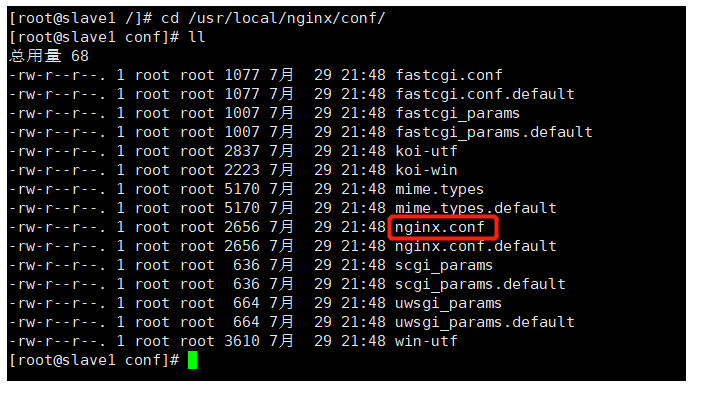 [root@slave1 /]# cd /usr/local/nginx/conf/
[root@slave1 conf]# ll
总用量 68
-rw-r--r--. 1 root root 1077 7月  29 21:48 fastcgi.conf
-rw-r--r--. 1 root root 1077 7月  29 21:48 fastcgi.conf.default
-rw-r--r--. 1 root root 1007 7月  29 21:48 fastcgi_params
-rw-r--r--. 1 root root 1007 7月  29 21:48 fastcgi_params.default
-rw-r--r--. 1 root root 2837 7月  29 21:48 koi-utf
-rw-r--r--. 1 root root 2223 7月  29 21:48 koi-win
-rw-r--r--. 1 root root 5170 7月  29 21:48 mime.types
-rw-r--r--. 1 root root 5170 7月  29 21:48 mime.types.default
-rw-r--r--. 1 root root 2656 7月  29 21:48 nginx.conf
-rw-r--r--. 1 root root 2656 7月  29 21:48 nginx.conf.default
-rw-r--r--. 1 root root  636 7月  29 21:48 scgi_params
-rw-r--r--. 1 root root  636 7月  29 21:48 scgi_params.default
-rw-r--r--. 1 root root  664 7月  29 21:48 uwsgi_params
-rw-r--r--. 1 root root  664 7月  29 21:48 uwsgi_params.default
-rw-r--r--. 1 root root 3610 7月  29 21:48 win-utf
[root@slave1 conf]#